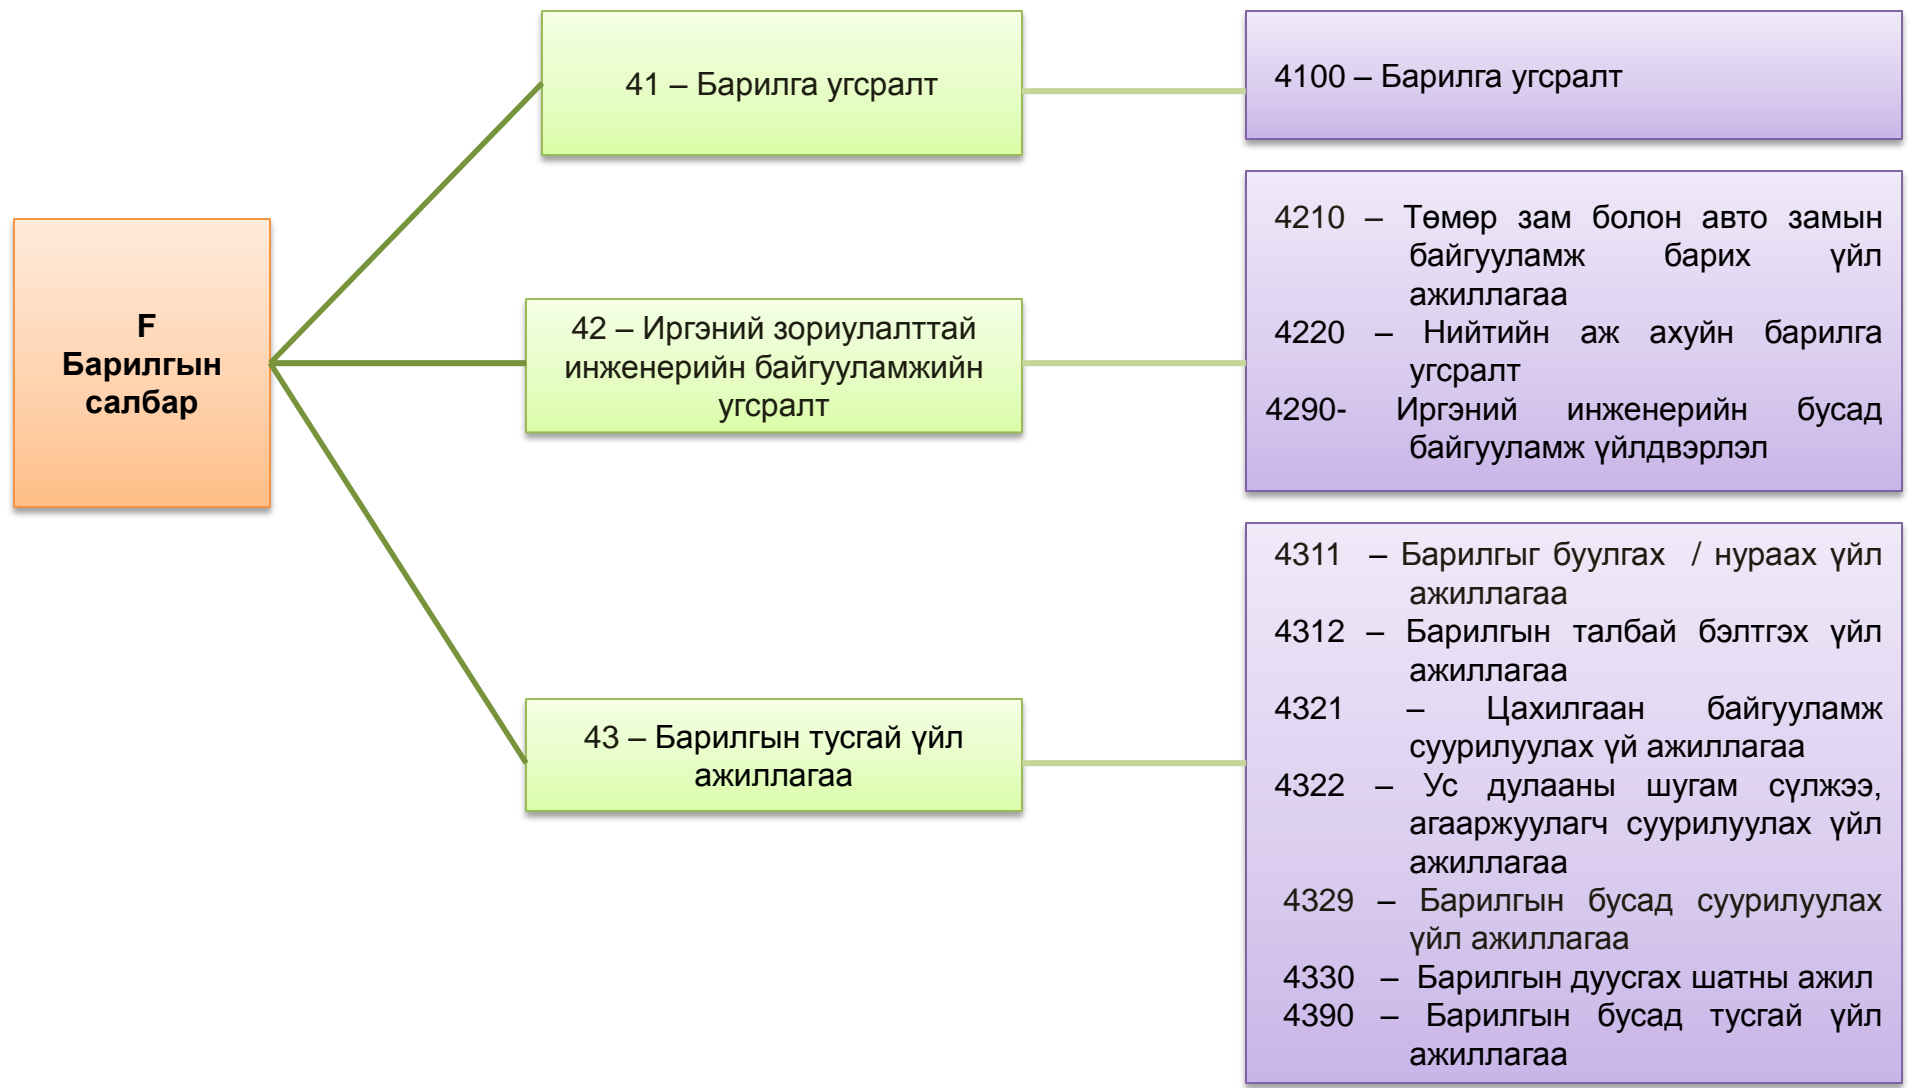 F
Барилгын
салбар
41 – Барилга угсралт
4100 – Барилга угсралт
42 – Иргэний зориулалттай
инженерийн байгууламжийн
угсралт
4210 – Төмөр зам болон авто замын
байгууламж барих үйл
ажиллагаа
4220 – Нийтийн аж ахуйн барилга
угсралт
4290- Иргэний инженерийн бусад
байгууламж үйлдвэрлэл
43 – Барилгын тусгай үйл
ажиллагаа
4311 – Барилгыг буулгах / нураах үйл
ажиллагаа
4312 – Барилгын талбай бэлтгэх үйл
ажиллагаа
4321 – Цахилгаан байгууламж
суурилуулах үй ажиллагаа
4322 – Ус дулааны шугам сүлжээ,
агааржуулагч суурилуулах үйл
ажиллагаа
4329 – Барилгын бусад суурилуулах
үйл ажиллагаа
4330 – Барилгын дуусгах шатны ажил
4390 – Барилгын бусад тусгай үйл
ажиллагаа